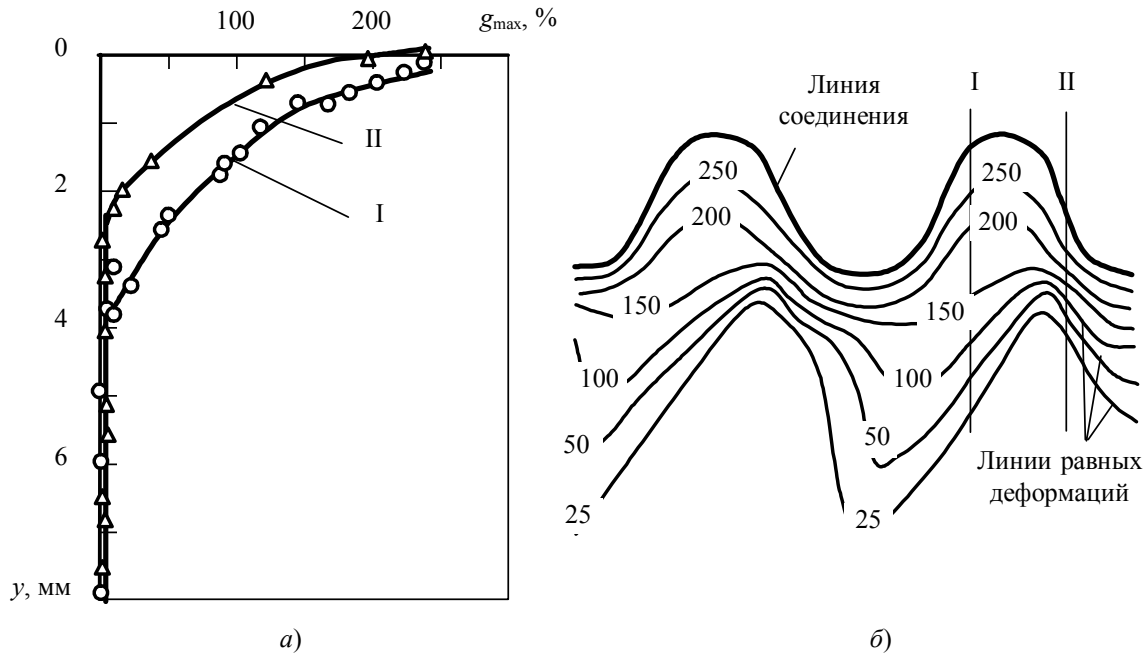 100 200 gmax, %
0
2
4
6
y, мм
II
I
а)
Линия
соединения
I II
250 250
200 200
150 150
100 100
50 50
25 25
Линии равных
деформаций
б)